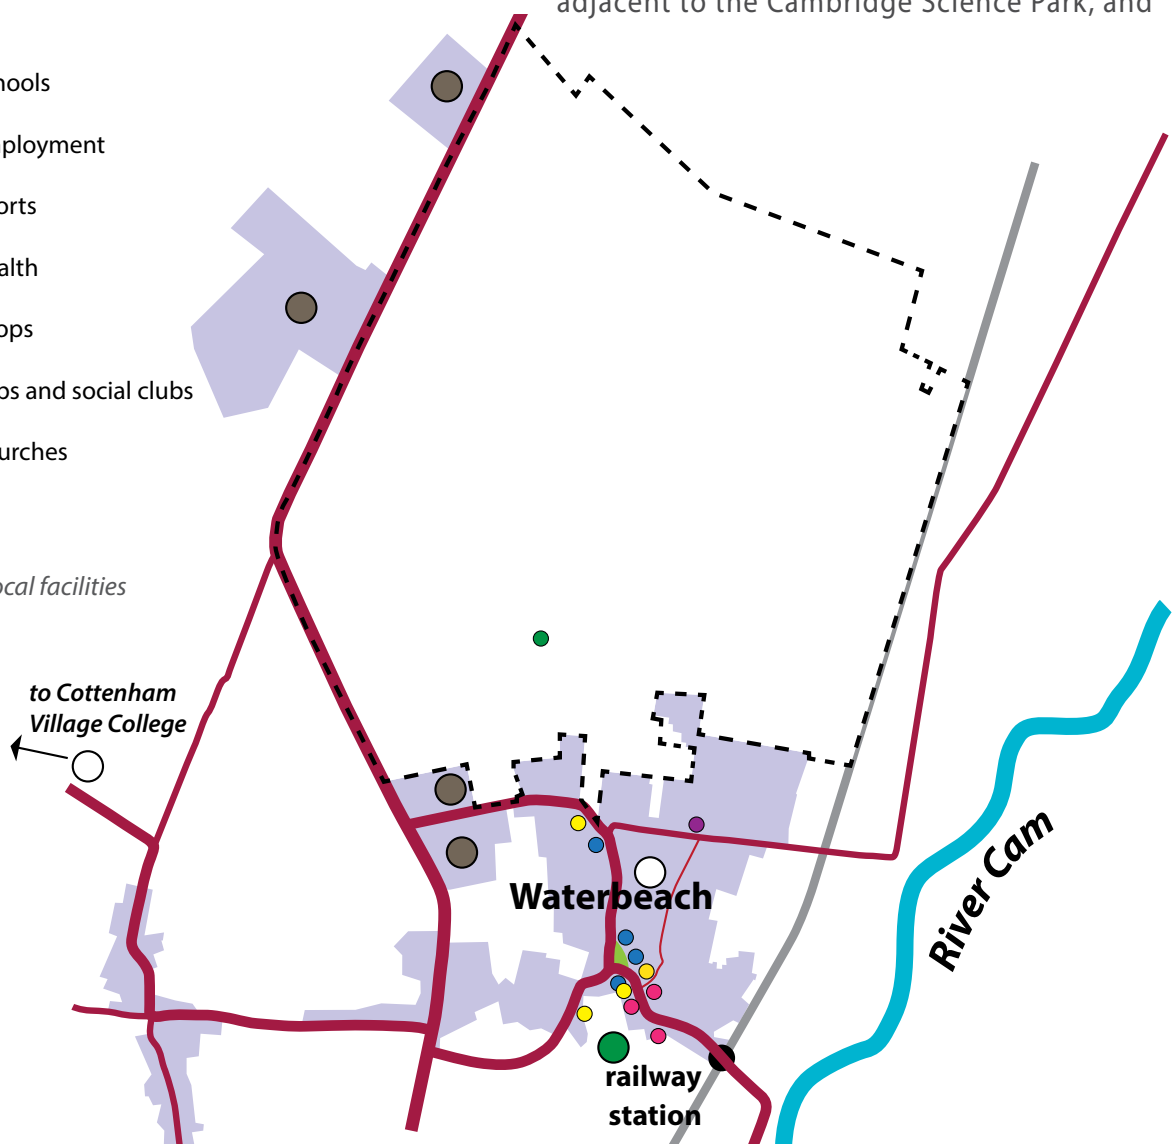 adjacent to the Cambridge Science Park, and
hools
ployment
orts
alth
ops
bs and social clubs
urches
ocal facilities
to Cottenham
Village College
Waterbeach
River Cam
railway
station